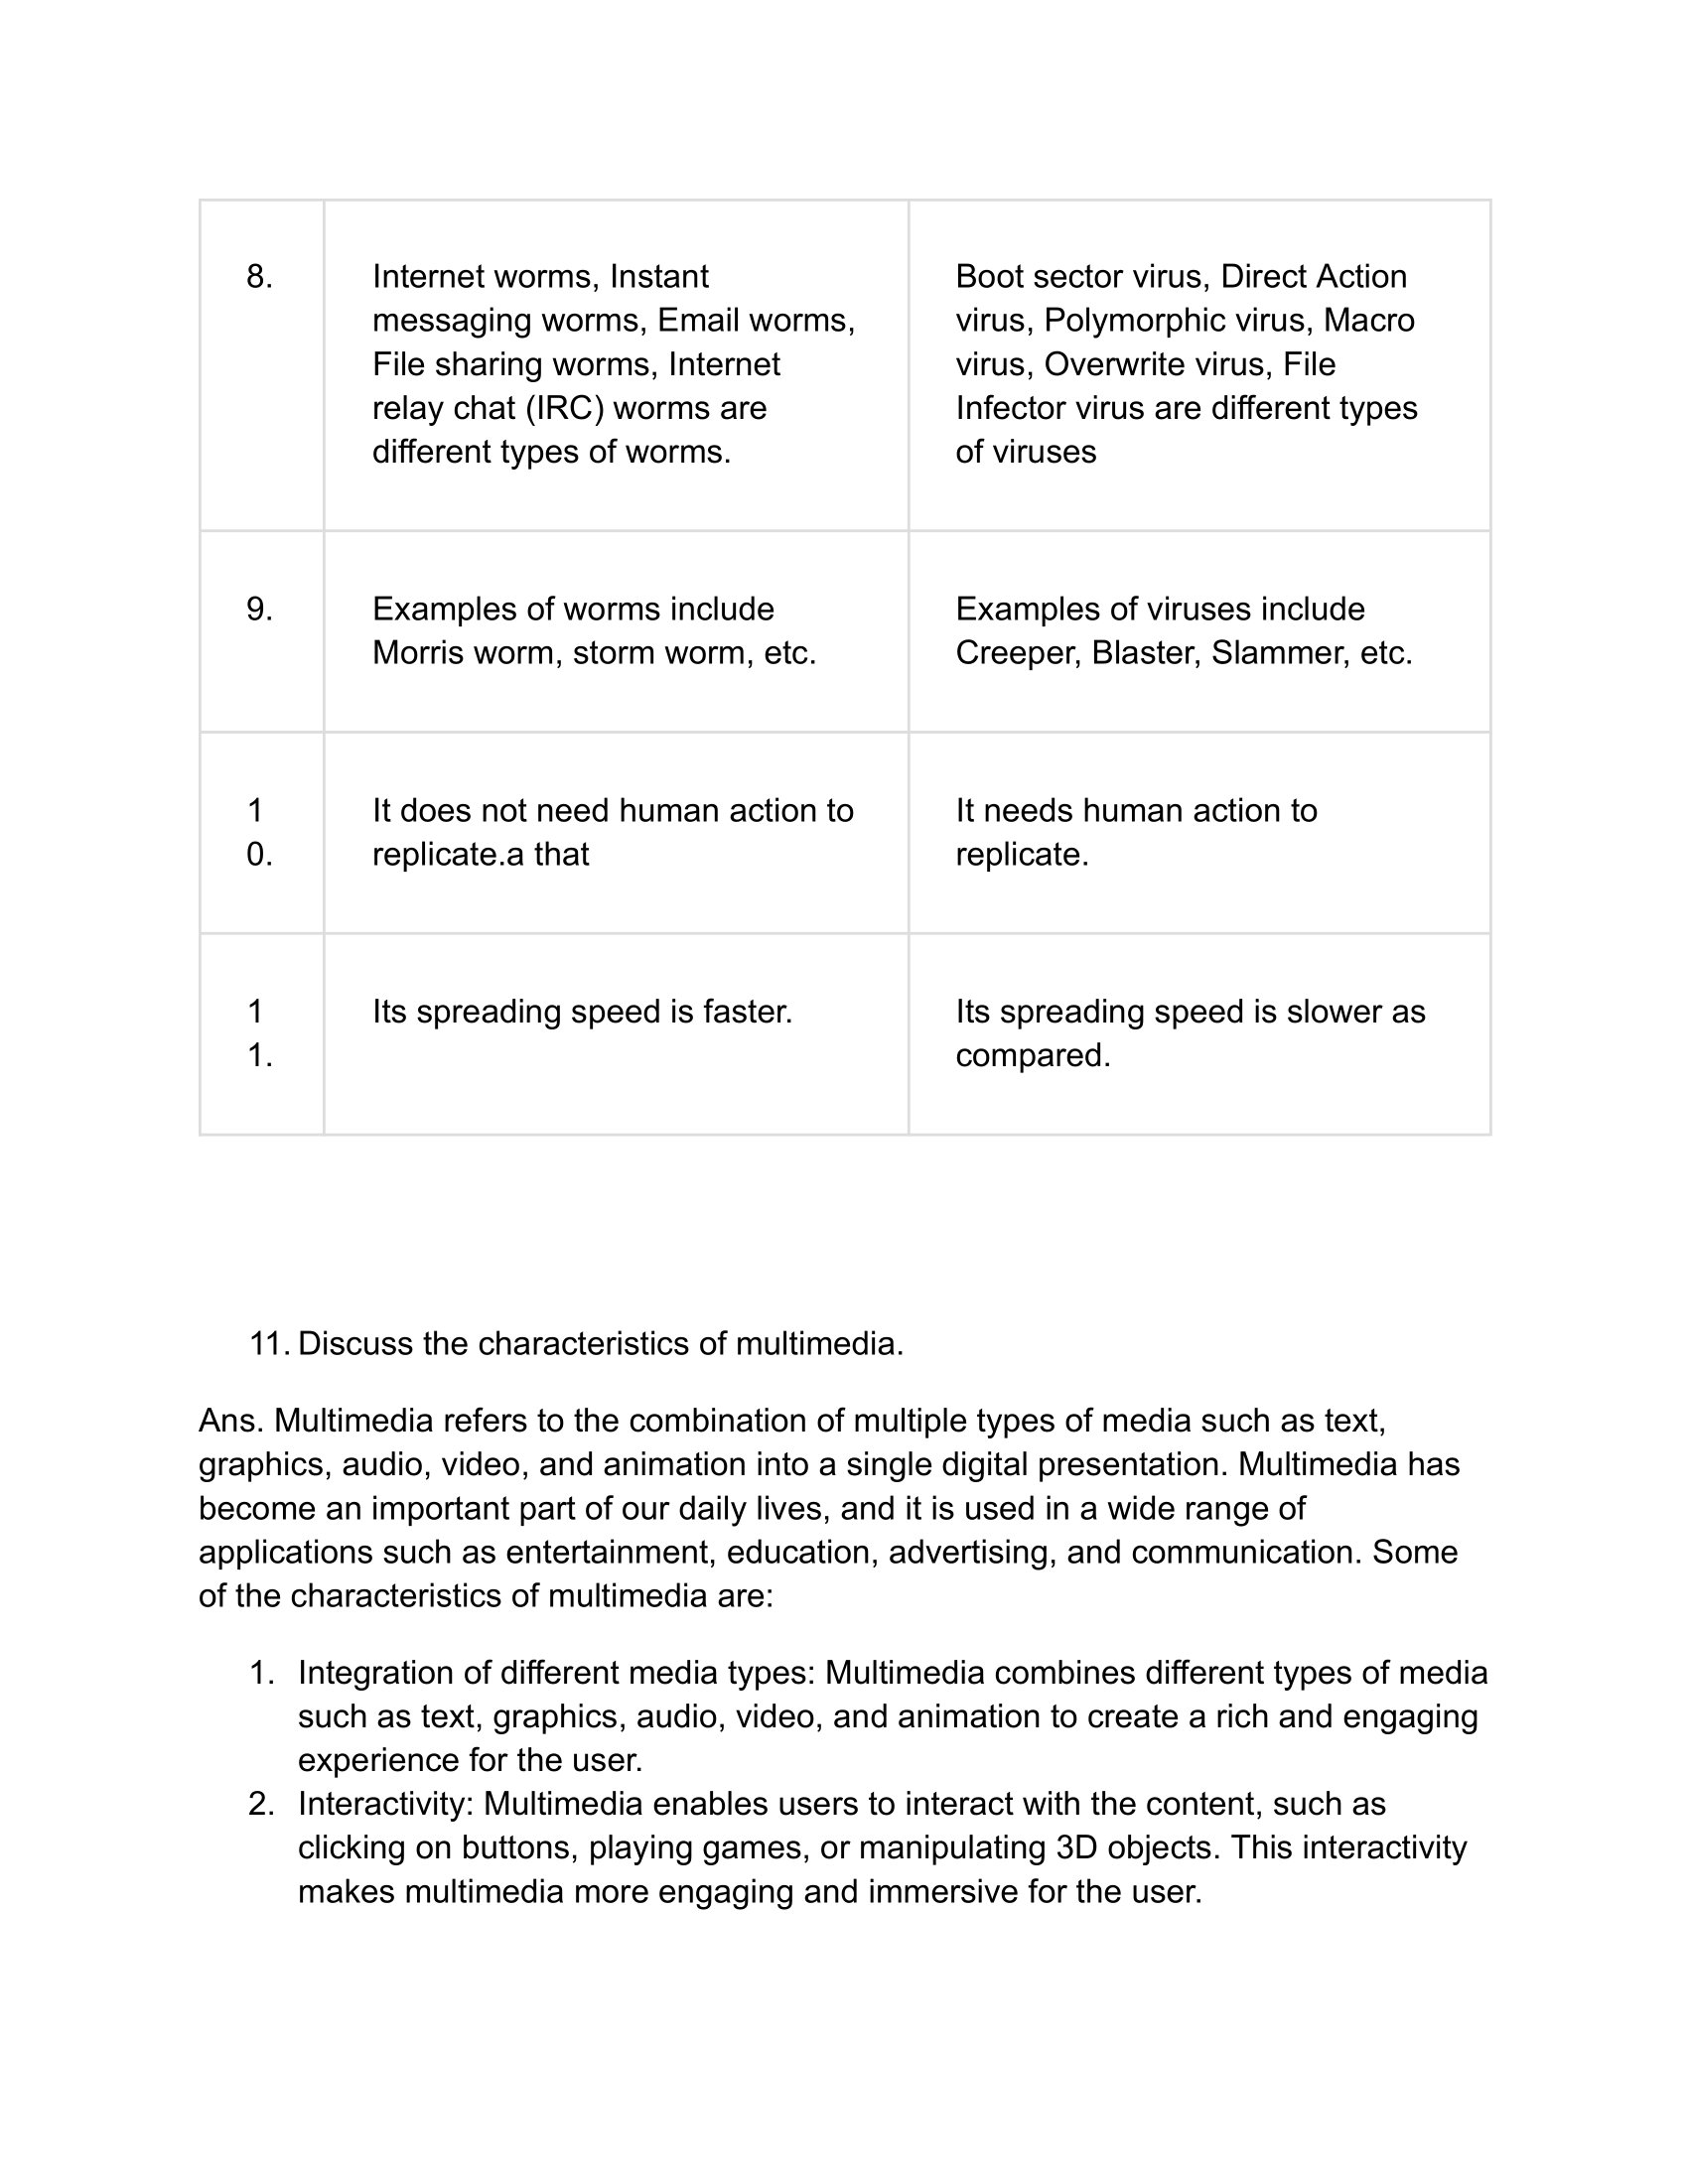 8.
Internet worms, Instant
messaging worms, Email worms,
File sharing worms, Internet
relay chat (IRC) worms are
different types of worms.
Boot sector virus, Direct Action
virus, Polymorphic virus, Macro
virus, Overwrite virus, File
Infector virus are different types
of viruses
9.
Examples of worms include
Morris worm, storm worm, etc.
Examples of viruses include
Creeper, Blaster, Slammer, etc.
1
0.
It does not need human action to
replicate.a that
It needs human action to
replicate.
1
1.
Its spreading speed is faster.
Its spreading speed is slower as
compared.
11. Discuss the characteristics of multimedia.
Ans. Multimedia refers to the combination of multiple types of media such as text,
graphics, audio, video, and animation into a single digital presentation. Multimedia has
become an important part of our daily lives, and it is used in a wide range of
applications such as entertainment, education, advertising, and communication. Some
of the characteristics of multimedia are:
1. Integration of different media types: Multimedia combines different types of media
such as text, graphics, audio, video, and animation to create a rich and engaging
experience for the user.
2. Interactivity: Multimedia enables users to interact with the content, such as
clicking on buttons, playing games, or manipulating 3D objects. This interactivity
makes multimedia more engaging and immersive for the user.